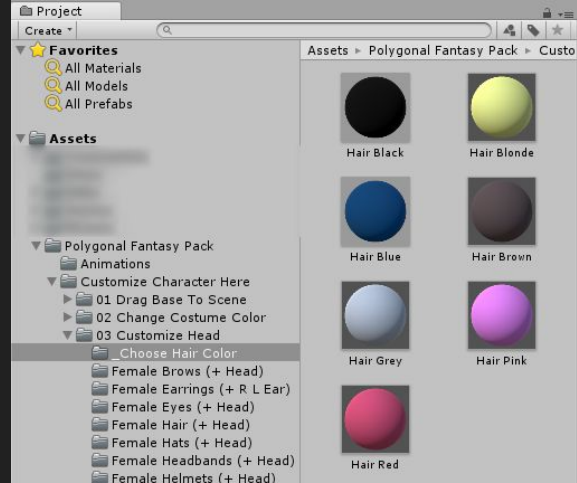 Project
Create
Favorites
All Materials
All Models
All Prefabs
Assets
Polygonal Fantasy Pack
Animations
Customize Character Here
01 Drag Base To Scene
02 Change Costume Color
03 Customize Head
_Choose Hair Color
Female Brows (+ Head)
Female Earrings (+ R L Ear)
Female Eyes (+ Head)
Female Hair (+ Head)
Female Hats (+ Head)
Female Headbands (+ Head)
Female Helmets (+ Head)
Assets ▸ Polygonal Fantasy Pack ▸ Custo
Hair Black
Hair Blonde
Hair Blue
Hair Brown
Hair Grey
Hair Pink
Hair Red